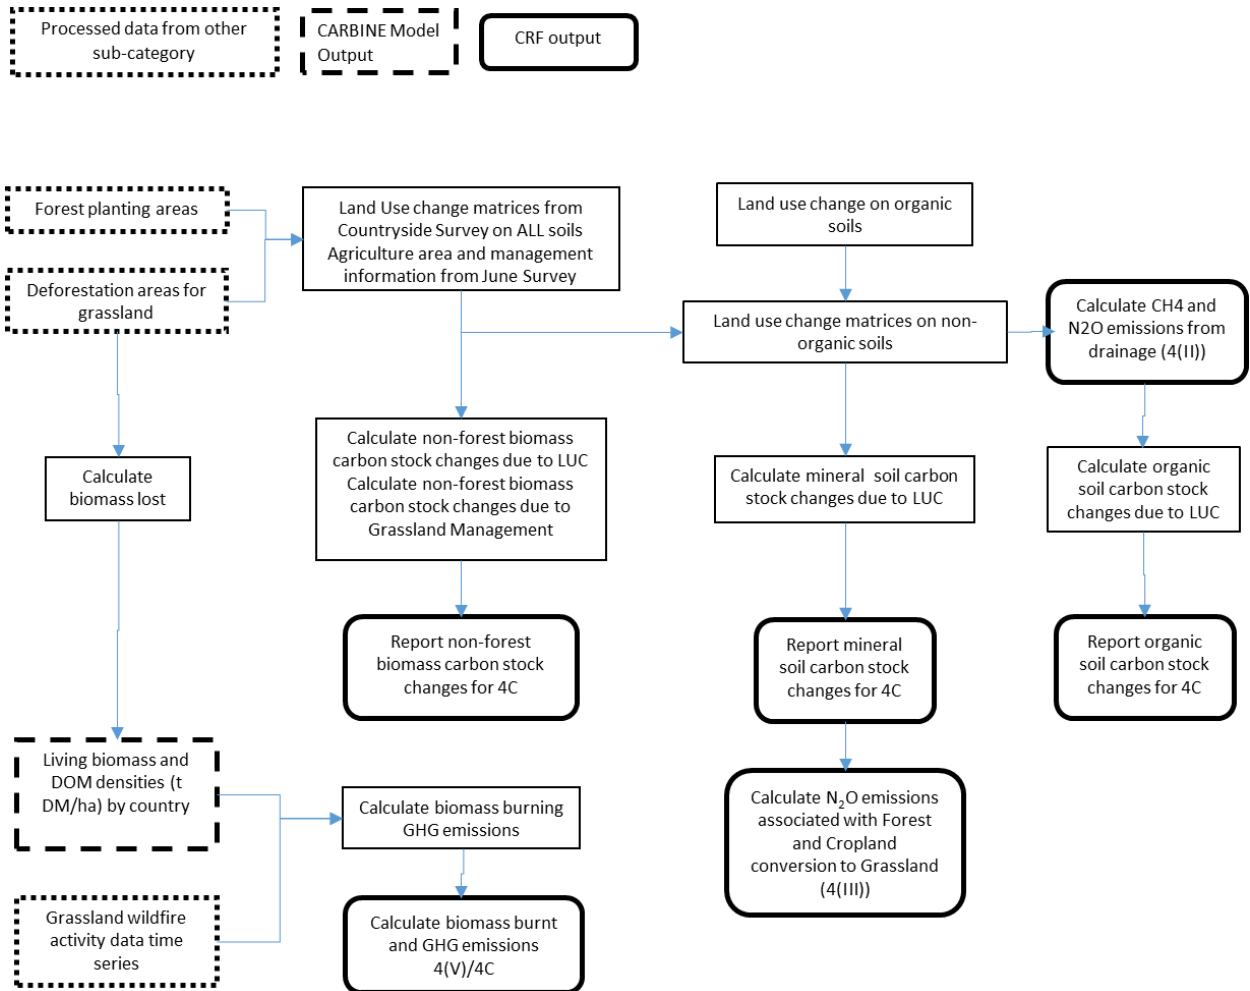 Processed data from other
sub-category
CARBINE Model
Output
CRF output
Forest planting areas
Deforestation areas for
grassland
Land Use change matrices from
Countryside Survey on ALL soils
Agriculture area and management
information from June Survey
Land use change on organic
soils
Land use change matrices on non-
organic soils
Calculate CH4 and
N2O emissions from
drainage (4(II))
Calculate
biomass lost
Calculate non-forest biomass
carbon stock changes due to LUC
Calculate non-forest biomass
carbon stock changes due to
Grassland Management
Calculate mineral soil carbon
stock changes due to LUC
Calculate organic
soil carbon stock
changes due to LUC
Report non-forest
biomass carbon stock
changes for 4C
Report mineral
soil carbon stock
changes for 4C
Report organic
soil carbon stock
changes for 4C
Living biomass and
DOM densities (t
DM/ha) by country
Calculate biomass burning
GHG emissions
Calculate N₂O emissions
associated with Forest
and Cropland
conversion to Grassland
(4(III))
Grassland wildfire
activity data time
series
Calculate biomass burnt
and GHG emissions
4(V)/4C